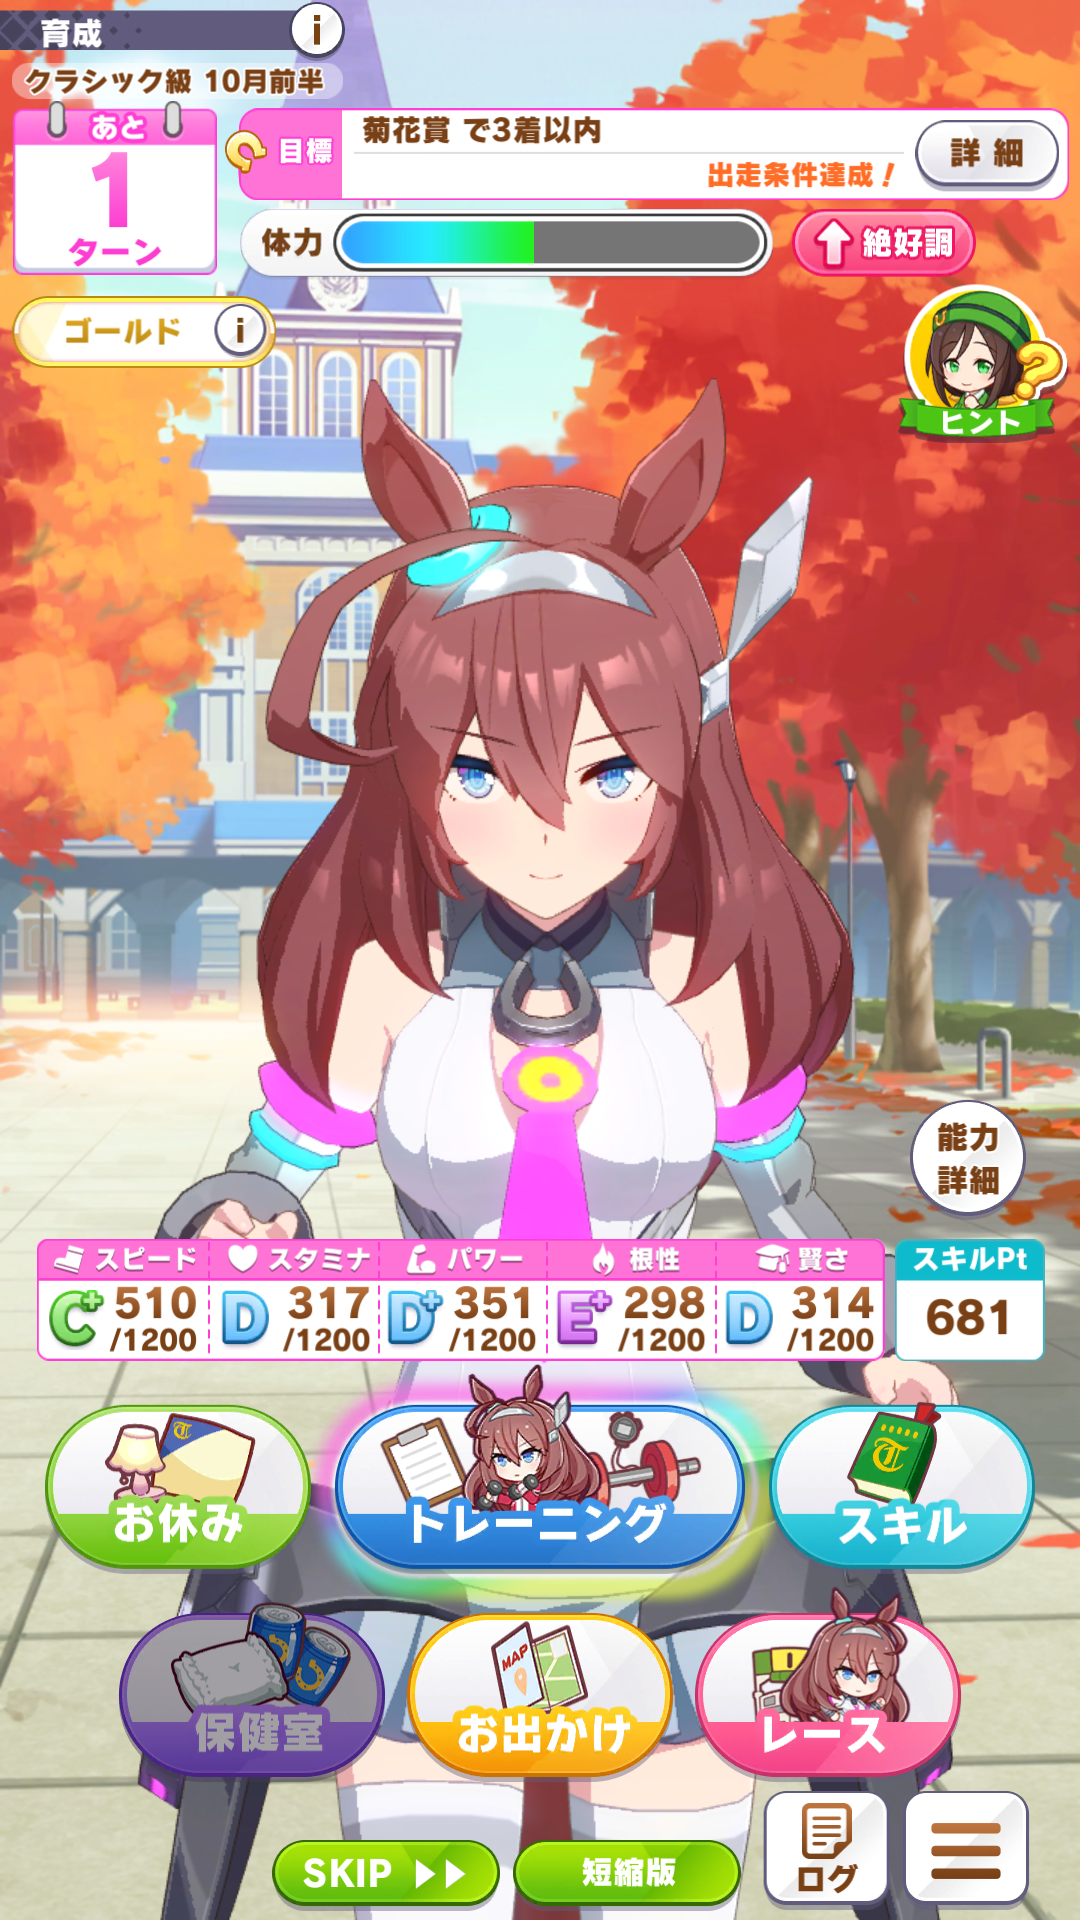 育成
クラシック級 10月前半
あと
1
ターン
目標
菊花賞 で3着以内
出走条件達成！
詳細
体力
絶好調
ゴールド
ヒント
能力
詳細
スピード
スタミナ
パワー
根性
賢さ
スキルPt
C+ 510
/1200
D 317
/1200
D+ 351
/1200
E+ 298
/1200
D 314
/1200
681
お休み
トレーニング
スキル
保健室
MAP
お出かけ
レース
SKIP
短縮版
ログ